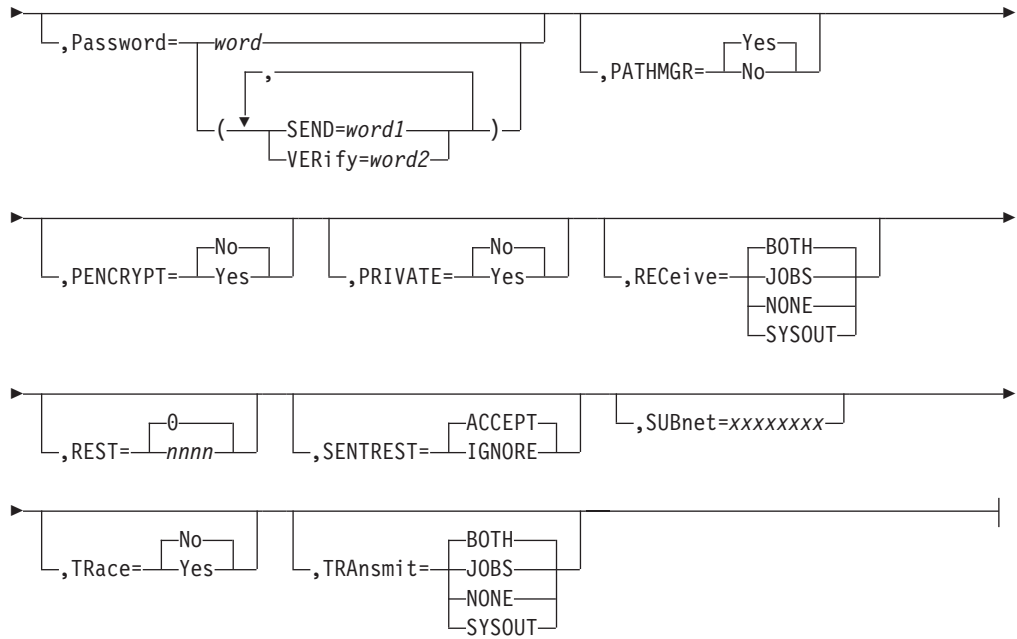 ,Password= word
,
( SEND=word1 )
VERify=word2
Yes
,PATHMGR= No
No
,PENCRYPT= Yes
No
,PRIVATE= Yes
BOTH
,RECeive= JOBS
NONE
SYSOUT
0
,REST= nnnn
ACCEPT
,SENTREST= IGNORE
,SUBnet=xxxxxxxx
No
,TRace= Yes
BOTH
,TRAnsmit= JOBS
NONE
SYSOUT